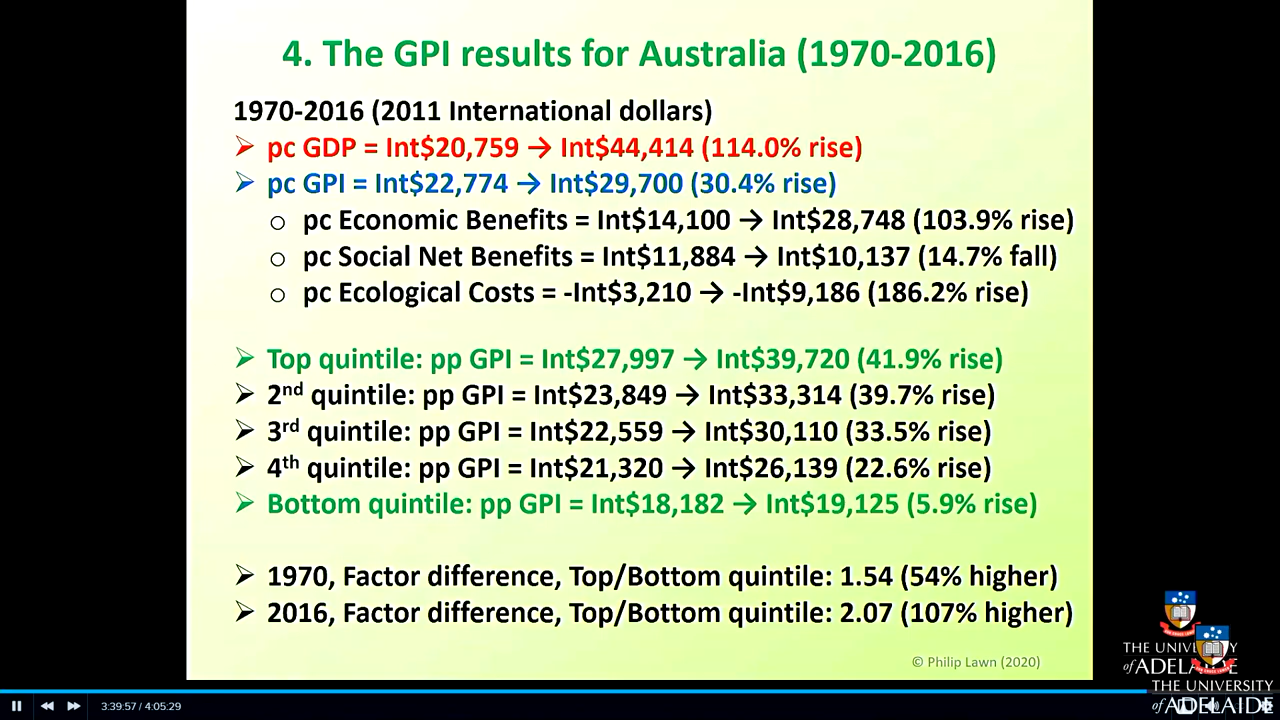 4. The GPI results for Australia (1970-2016)
1970-2016 (2011 International dollars)
➢ pc GDP = Int$20,759 → Int$44,414 (114.0% rise)
➢ pc GPI = Int$22,774 → Int$29,700 (30.4% rise)
o pc Economic Benefits = Int$14,100 → Int$28,748 (103.9% rise)
o pc Social Net Benefits = Int$11,884 → Int$10,137 (14.7% fall)
o pc Ecological Costs = -Int$3,210 → -Int$9,186 (186.2% rise)
➢ Top quintile: pp GPI = Int$27,997 → Int$39,720 (41.9% rise)
➢ 2nd quintile: pp GPI = Int$23,849 → Int$33,314 (39.7% rise)
➢ 3rd quintile: pp GPI = Int$22,559 → Int$30,110 (33.5% rise)
➢ 4th quintile: pp GPI = Int$21,320 → Int$26,139 (22.6% rise)
➢ Bottom quintile: pp GPI = Int$18,182 → Int$19,125 (5.9% rise)
➢ 1970, Factor difference, Top/Bottom quintile: 1.54 (54% higher)
➢ 2016, Factor difference, Top/Bottom quintile: 2.07 (107% higher)
© Philip Lawn (2020)
THE UNIVERSITY
of ADELAIDE
THE UNIVERSITY
of ADELAIDE
3:39:57 / 4:05:29